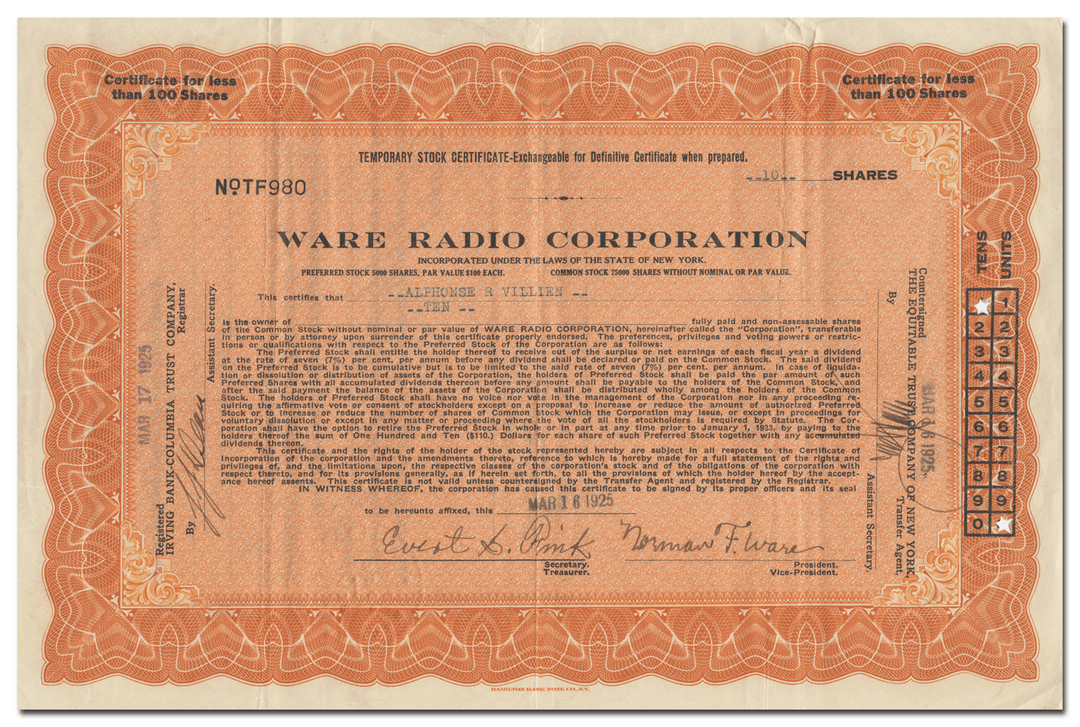 Certificate for less
than 100 Shares
Certificate for less
than 100 Shares
TEMPORARY STOCK CERTIFICATE-Exchangeable for Definitive Certificate when prepared.
NO TF980
--10-- SHARES
WARE RADIO CORPORATION
INCORPORATED UNDER THE LAWS OF THE STATE OF NEW YORK.
PREFERRED STOCK 5000 SHARES, PAR VALUE $100 EACH. COMMON STOCK 75000 SHARES WITHOUT NOMINAL OR PAR VALUE.
This certifies that --ALPHONSE R VILLIEN --
--TEN --
is the owner of fully paid and non-assessable shares
of the Common Stock without nominal or par value of WARE RADIO CORPORATION, hereinafter called the "Corporation", transferable
in person or by attorney upon surrender of this certificate properly endorsed. The preferences, privileges and voting powers or restric-
tions or qualifications with respect to the Preferred Stock of the Corporation are as follows:
The Preferred Stock shall entitle the holder thereof to receive out of the surplus or net earnings of each fiscal year a dividend
at the rate of seven (7%) per cent. per annum before any dividend shall be declared or paid on the Common Stock. The said dividend
on the Preferred Stock is to be cumulative but is to be limited to the said rate of seven (7%) per cent. per annum. In case of liquida-
tion or dissolution or distribution of assets of the Corporation, the holders of Preferred Stock shall be paid the par amount of such
Preferred Shares with all accumulated dividends thereon before any amount shall be payable to the holders of the Common Stock, and
after the said payment the balance of the assets of the Corporation shall be distributed wholly among the holders of the Common
Stock. The holders of Preferred Stock shall have no voice nor vote in the management of the Corporation nor in any proceeding re-
quiring the affirmative vote or consent of stockholders except on a proposal to increase or reduce the amount of authorized Preferred
Stock or to increase or reduce the number of shares of Common Stock which the Corporation may issue, or except in proceedings for
voluntary dissolution or except in any matter or proceeding where the vote of all the stockholders is required by Statute. The Cor-
poration shall have the option to retire the Preferred Stock in whole or in part at any time prior to January 1, 1933, by paying to the
holders thereof the sum of One Hundred and Ten ($110.) Dollars for each share of such Preferred Stock together with any accumulated
dividends thereon.
This certificate and the rights of the holder of the stock represented hereby are subject in all respects to the Certificate of
Incorporation of the corporation and the amendments thereto, reference to which is hereby made for a full statement of the rights and
privileges of, and the limitations upon, the respective classes of the corporation's stock and of the obligations of the corporation with
respect thereto, and for its provisions generally, as if herein set forth, to all the provisions of which the holder hereof by the accept-
ance hereof assents. This certificate is not valid unless countersigned by the Transfer Agent and registered by the Registrar.
IN WITNESS WHEREOF, the corporation has caused this certificate to be signed by its proper officers and its seal
to be hereunto affixed, this MAR 16 1925
Norman F. Ware
Secretary.
Treasurer.
President.
Vice-President.
Registered
IRVING BANK-COLUMBIA TRUST COMPANY,
Registrar
MAR 17 1925
By
Assistant Secretary.
Countersigned
THE EQUITABLE TRUST COMPANY OF NEW YORK,
Transfer Agent,
By
MAR 16 1925
Assistant Secretary.
TENS UNITS
1
2 2
3 3
4 4
5 5
6 6
7 7
8 8
9 9
0
HAMILTON BANK NOTE CO., N.Y.